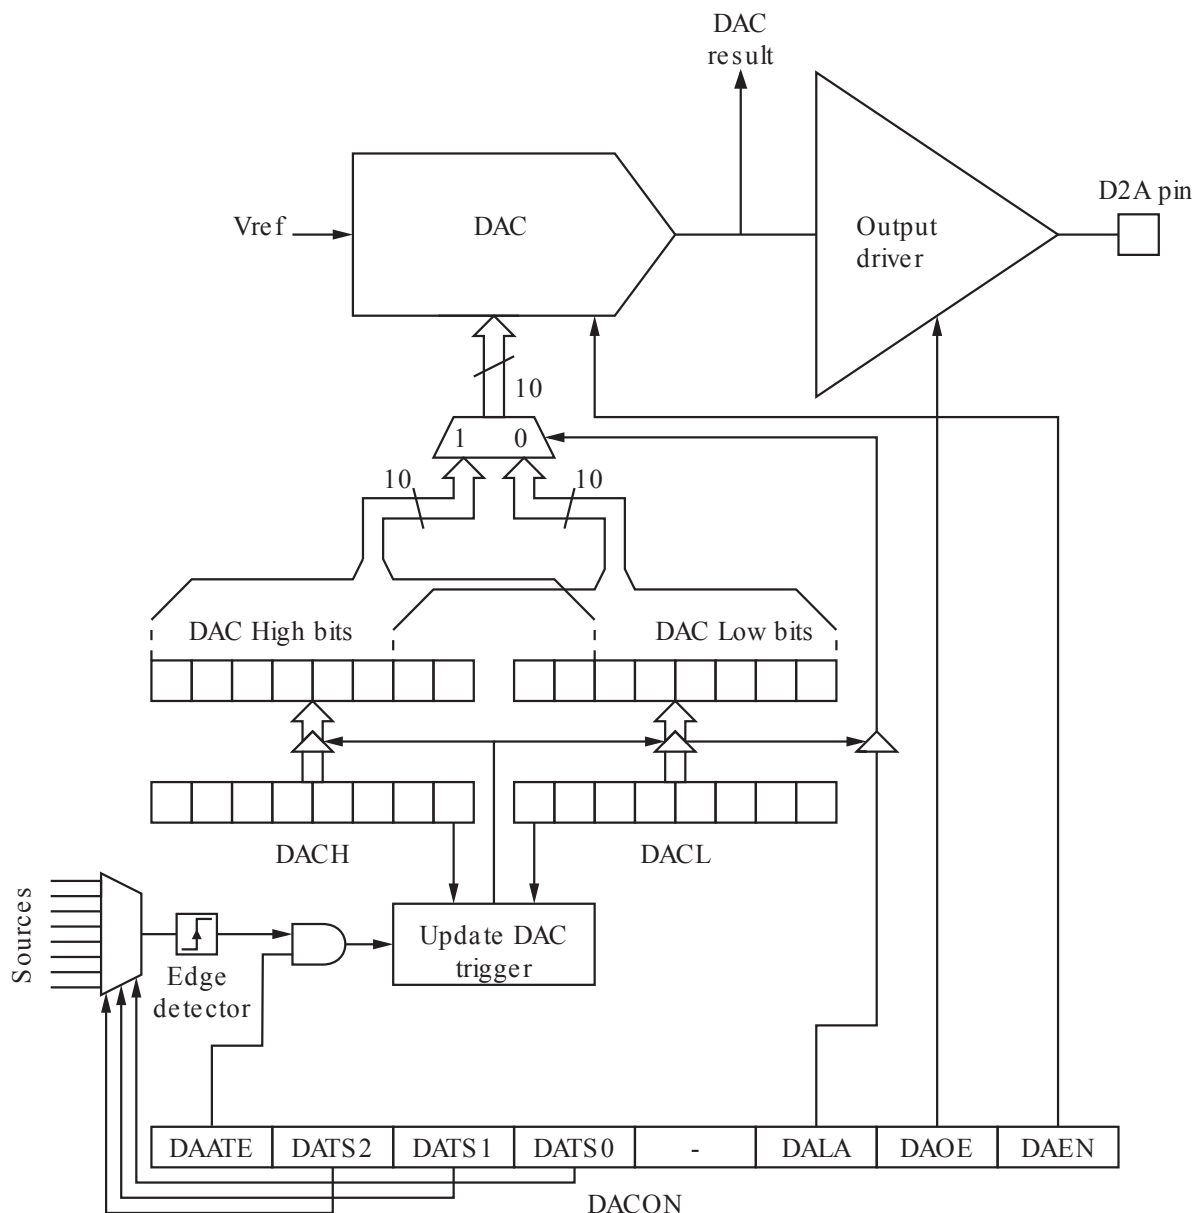 DAC
result
D2A pin
Vref
DAC
Output
driver
10
1 0
10 10
DAC High bits
DAC Low bits
DACH
DACL
Sources
Update DAC
trigger
Edge
detector
DAATE DATS2 DATS1 DATS0 - DALA DAOE DAEN
DACON